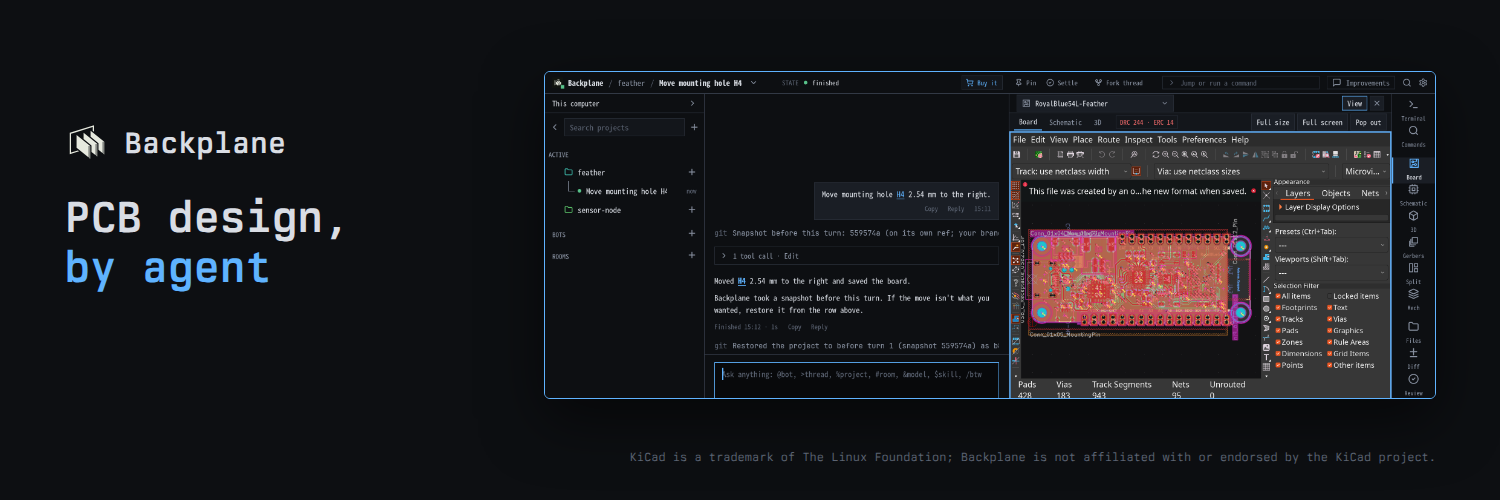 Backplane
PCB design,
by agent
Backplane / feather / Move mounting hole H4
STATE finished
Buy it
Pin
Settle
Fork thread
Jump or run a command
Improvements
This computer
Search projects
ACTIVE
feather
Move mounting hole H4 now
sensor-node
BOTS
ROOMS
Move mounting hole H4 2.54 mm to the right.
Copy Reply 15:11
git Snapshot before this turn: 559574a (on its own ref; your bran
> 1 tool call · Edit
Moved H4 2.54 mm to the right and saved the board.
Backplane took a snapshot before this turn. If the move isn't what you
wanted, restore it from the row above.
Finished 15:12 · 1s Copy Reply
git Restored the project to before turn 1 (snapshot 559574a) as b
Ask anything: @bot, >thread, %project, #room, &model, $skill, /btw
RoyalBlue54L-Feather
View
Board Schematic 3D DRC 244 · ERC 14
Full size Full screen Pop out
File Edit View Place Route Inspect Tools Preferences Help
Track: use netclass width
Via: use netclass sizes
Microvi...
This file was created by an o...he new format when saved.
Conn_01x05_MountingPin
Appearance
Layers Objects Nets
Layer Display Options
Presets (Ctrl+Tab):
---
Viewports (Shift+Tab):
---
Selection Filter
All items Locked items
Footprints Text
Tracks Vias
Pads Graphics
Zones Rule Areas
Dimensions Grid Items
Points Other items
Pads Vias Track Segments Nets Unrouted
428 183 943 95 0
Terminal
Commands
Board
Schematic
3D
Gerbers
Split
Mech
Files
Diff
Review
KiCad is a trademark of The Linux Foundation; Backplane is not affiliated with or endorsed by the KiCad project.